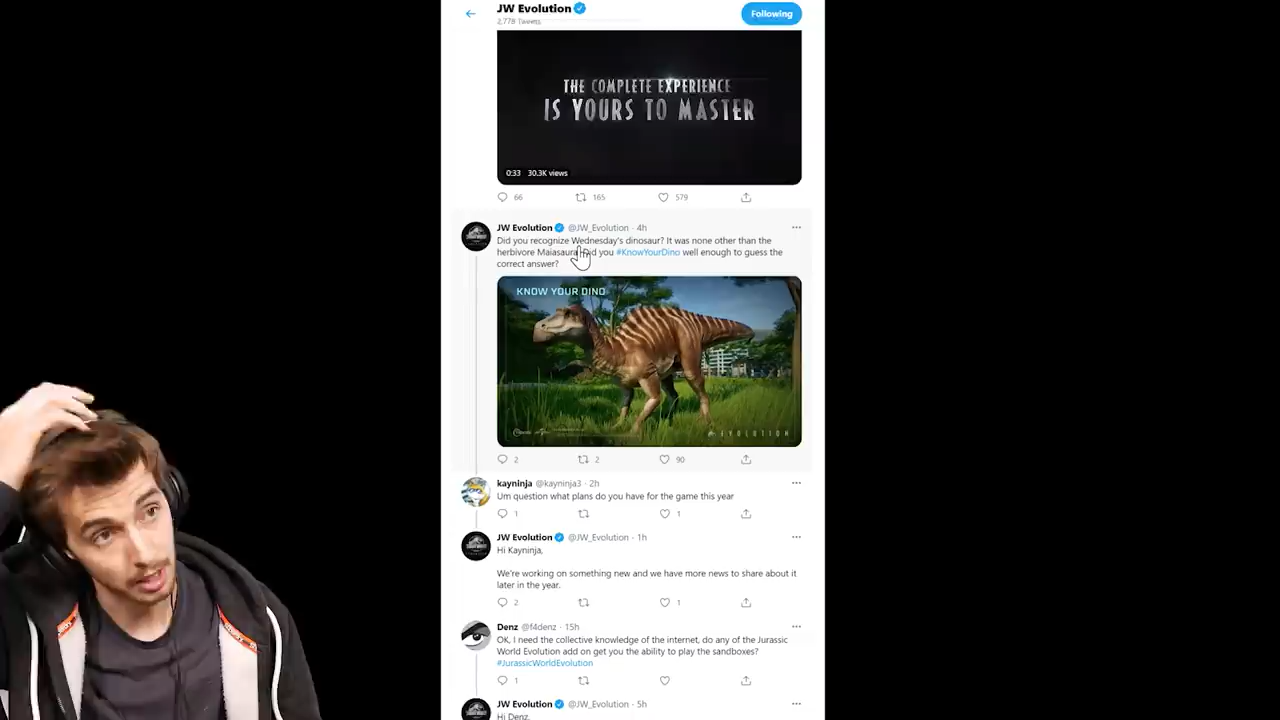 JW Evolution
2,778 Tweets
Following
THE COMPLETE EXPERIENCE
IS YOURS TO MASTER
0:33 30.3K views
66 165 579
JW Evolution @JW_Evolution · 4h
Did you recognize Wednesday's dinosaur? It was none other than the
herbivore Maiasaura. Did you #KnowYourDino well enough to guess the
correct answer?
KNOW YOUR DINO
EVOLUTION
2 2 90
kayninja @kayninja3 · 2h
Um question what plans do you have for the game this year
1 1
JW Evolution @JW_Evolution · 1h
Hi Kayninja,
We're working on something new and we have more news to share about it
later in the year.
2 1
Denz @f4denz · 15h
OK, I need the collective knowledge of the internet, do any of the Jurassic
World Evolution add on get you the ability to play the sandboxes?
#JurassicWorldEvolution
1
JW Evolution @JW_Evolution · 5h
Hi Denz,